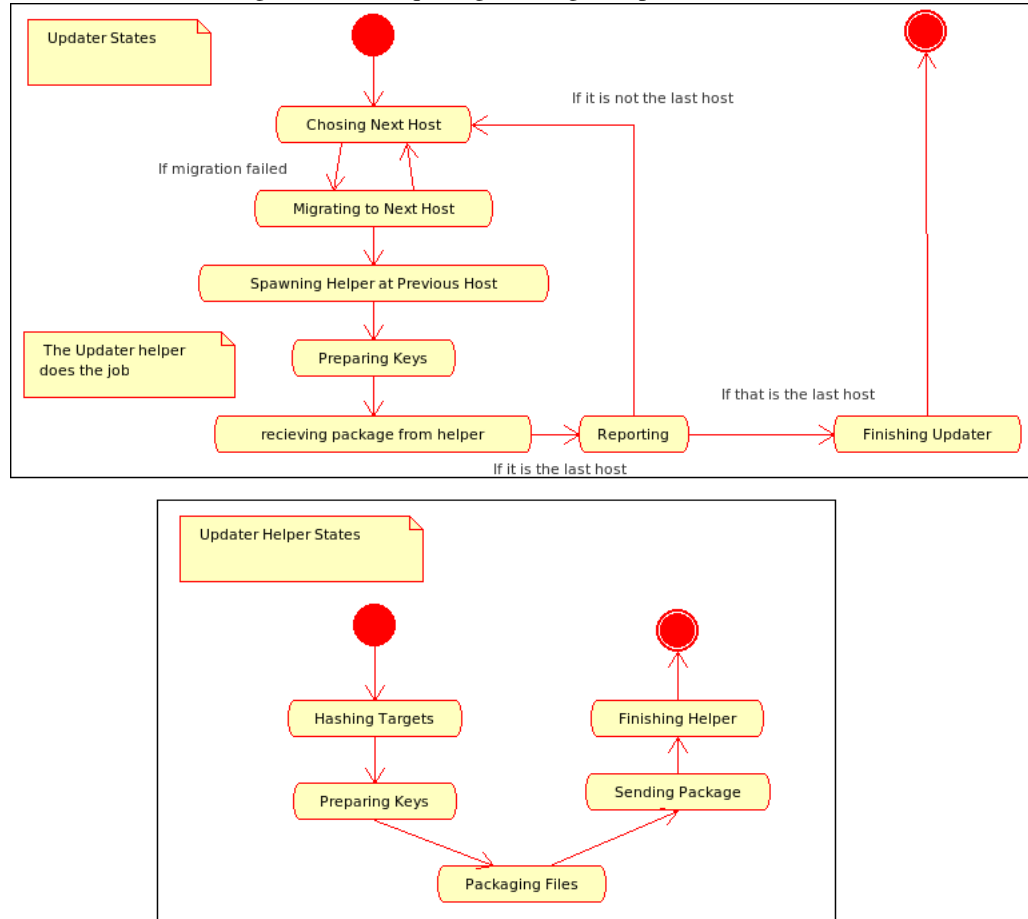 Updater States
If it is not the last host
Chosing Next Host
If migration failed
Migrating to Next Host
Spawning Helper at Previous Host
The Updater helper
does the job
Preparing Keys
If that is the last host
recieving package from helper
Reporting
Finishing Updater
If it is the last host
Updater Helper States
Hashing Targets
Finishing Helper
Preparing Keys
Sending Package
Packaging Files